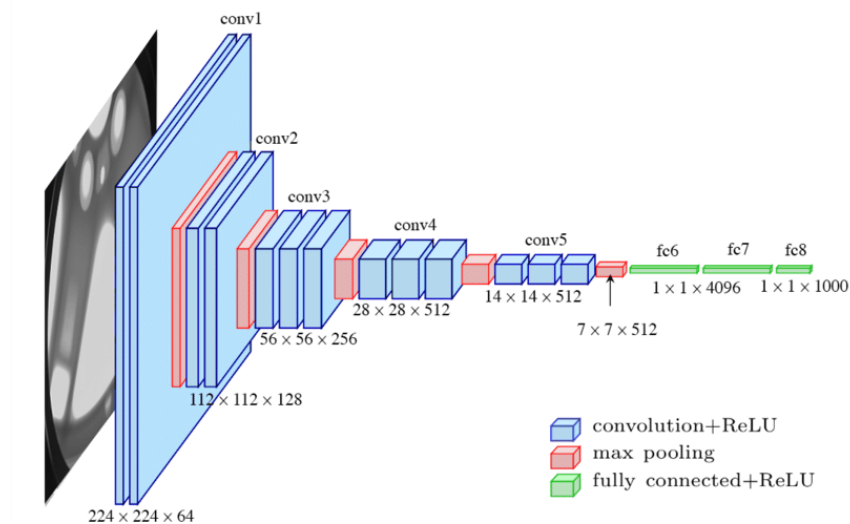 conv1
conv2
conv3
conv4
conv5
fc6
fc7
fc8
1 × 1 × 4096
1 × 1 × 1000
14 × 14 × 512
28 × 28 × 512
7 × 7 × 512
56 × 56 × 256
112 × 112 × 128
224 × 224 × 64
convolution+ReLU
max pooling
fully connected+ReLU